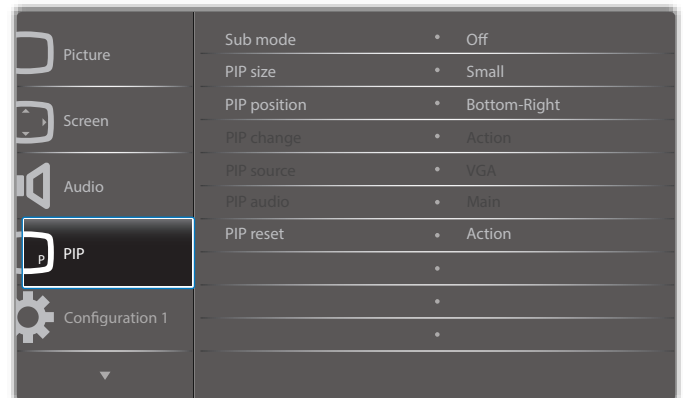 Picture
Screen
Audio
P
PIP
Configuration 1
Sub mode • Off
PIP size • Small
PIP position • Bottom-Right
PIP change • Action
PIP source • VGA
PIP audio • Main
PIP reset • Action
•
•
•